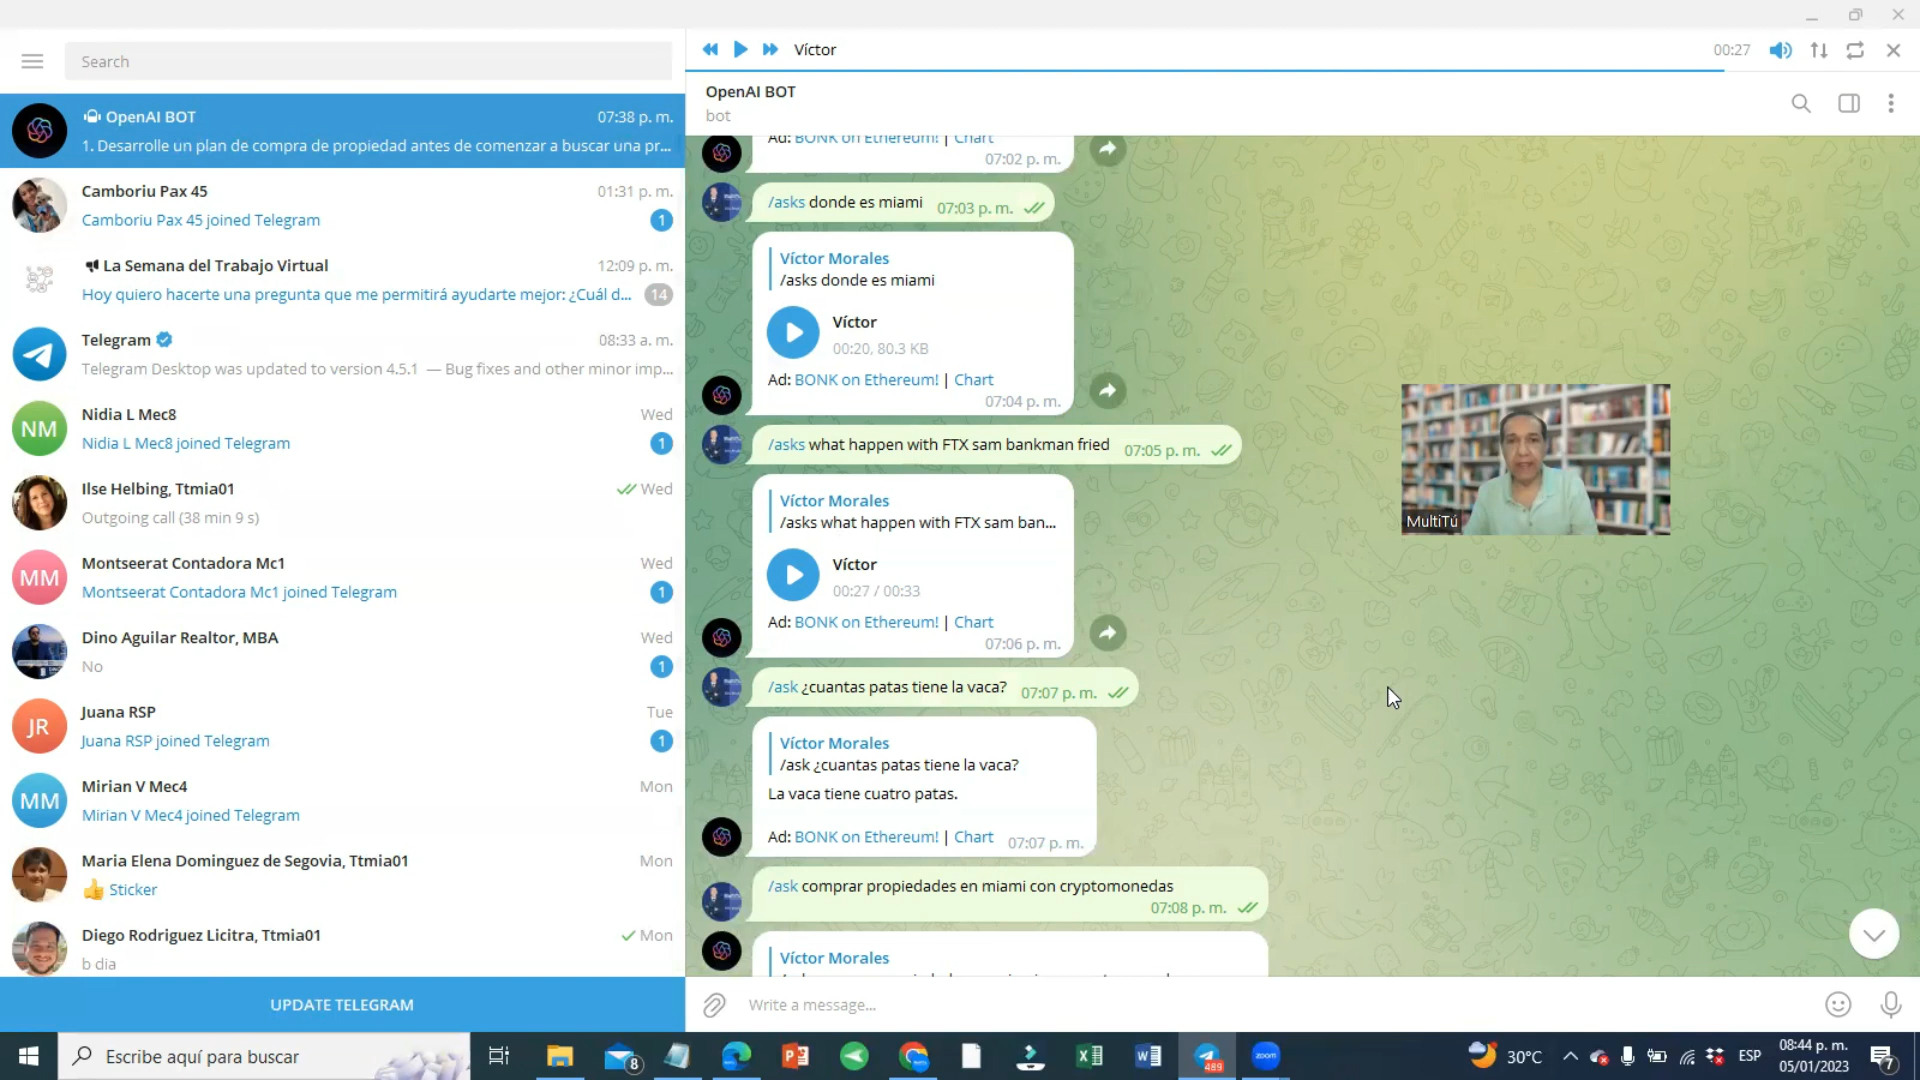 Search
OpenAI BOT
07:38 p. m.
1. Desarrolle un plan de compra de propiedad antes de comenzar a buscar una pr...
Camboriu Pax 45
01:31 p. m.
Camboriu Pax 45 joined Telegram
1
La Semana del Trabajo Virtual
12:09 p. m.
Hoy quiero hacerte una pregunta que me permitirá ayudarte mejor: ¿Cuál d...
14
Telegram
08:33 a. m.
Telegram Desktop was updated to version 4.5.1 — Bug fixes and other minor imp...
NM
Nidia L Mec8
Wed
Nidia L Mec8 joined Telegram
1
Ilse Helbing, Ttmia01
Wed
Outgoing call (38 min 9 s)
MM
Montseerat Contadora Mc1
Wed
Montseerat Contadora Mc1 joined Telegram
1
Dino Aguilar Realtor, MBA
Wed
No
1
JR
Juana RSP
Tue
Juana RSP joined Telegram
1
MM
Mirian V Mec4
Mon
Mirian V Mec4 joined Telegram
Maria Elena Dominguez de Segovia, Ttmia01
Mon
Sticker
Diego Rodriguez Licitra, Ttmia01
Mon
b dia
UPDATE TELEGRAM
Víctor
00:27
OpenAI BOT
bot
Ad: BONK on Ethereum! | Chart
07:02 p. m.
/asks donde es miami
07:03 p. m.
Víctor Morales
/asks donde es miami
Víctor
00:20, 80.3 KB
Ad: BONK on Ethereum! | Chart
07:04 p. m.
/asks what happen with FTX sam bankman fried
07:05 p. m.
Víctor Morales
/asks what happen with FTX sam ban...
Víctor
00:27 / 00:33
Ad: BONK on Ethereum! | Chart
07:06 p. m.
/ask ¿cuantas patas tiene la vaca?
07:07 p. m.
Víctor Morales
/ask ¿cuantas patas tiene la vaca?
La vaca tiene cuatro patas.
Ad: BONK on Ethereum! | Chart
07:07 p. m.
/ask comprar propiedades en miami con cryptomonedas
07:08 p. m.
Víctor Morales
MultiTú
Write a message...
Escribe aquí para buscar
8
489
zoom
30°C
ESP
08:44 p. m.
05/01/2023
7